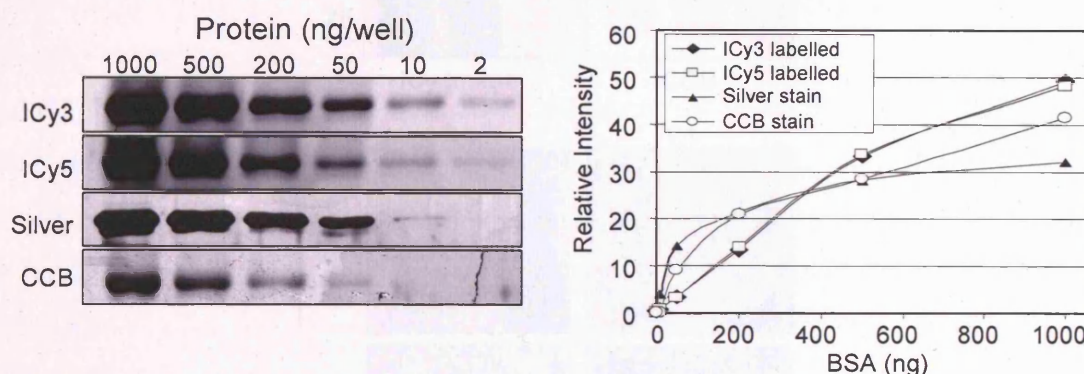 Protein (ng/well)
1000 500 200 50 10 2
ICy3
ICy5
Silver
CCB
60
50
40
30
20
10
0
Relative Intensity
ICy3 labelled
ICy5 labelled
Silver stain
CCB stain
0 200 400 600 800 1000
BSA (ng)